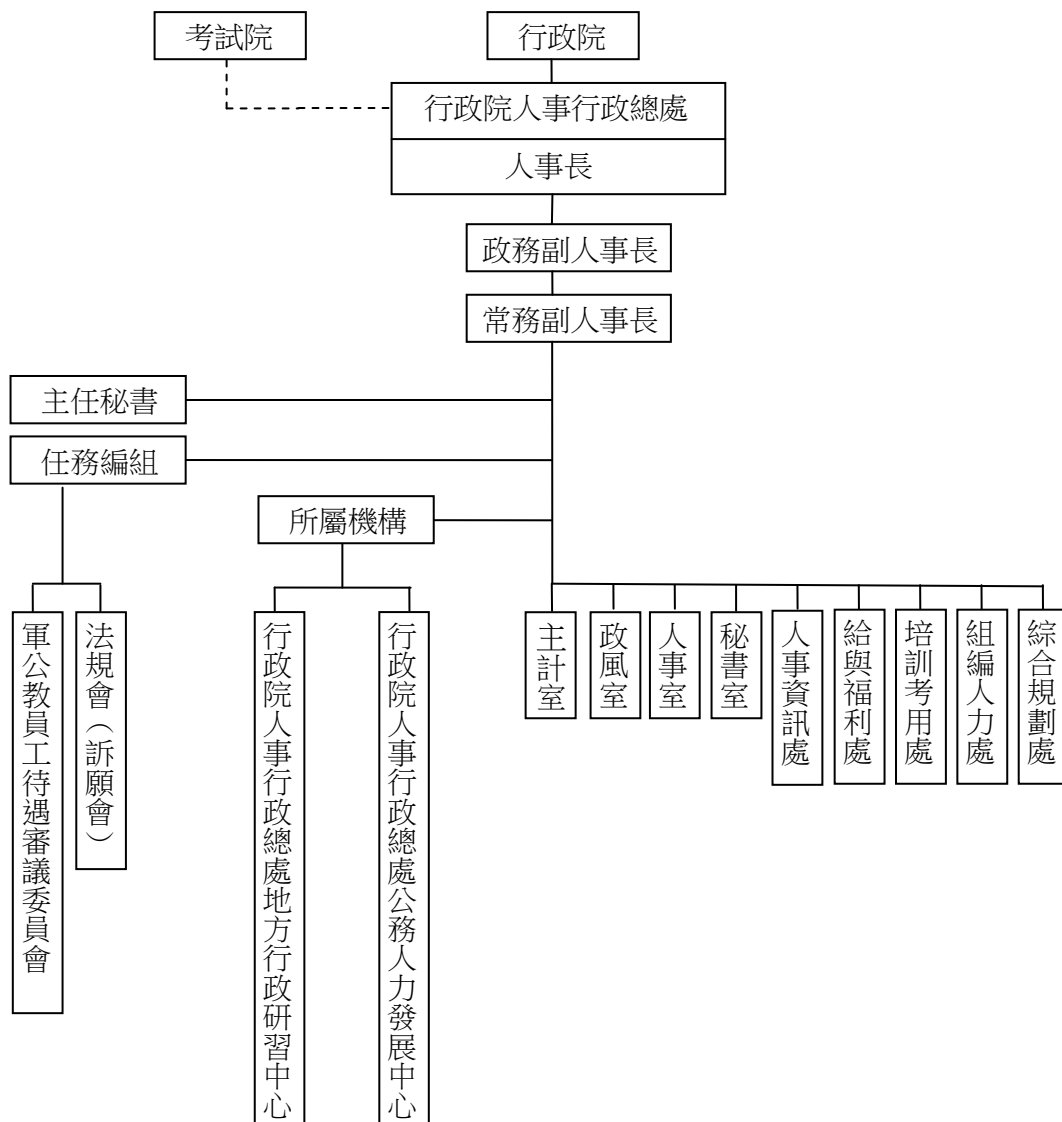 考試院
行政院
行政院人事行政總處
人事長
政務副人事長
常務副人事長
主任秘書
任務編組
所屬機構
軍公教員工待遇審議委員會
法規會（訴願會）
行政院人事行政總處地方行政研習中心
行政院人事行政總處公務人力發展中心
主計室
政風室
人事室
秘書室
人事資訊處
給與福利處
培訓考用處
組編人力處
綜合規劃處